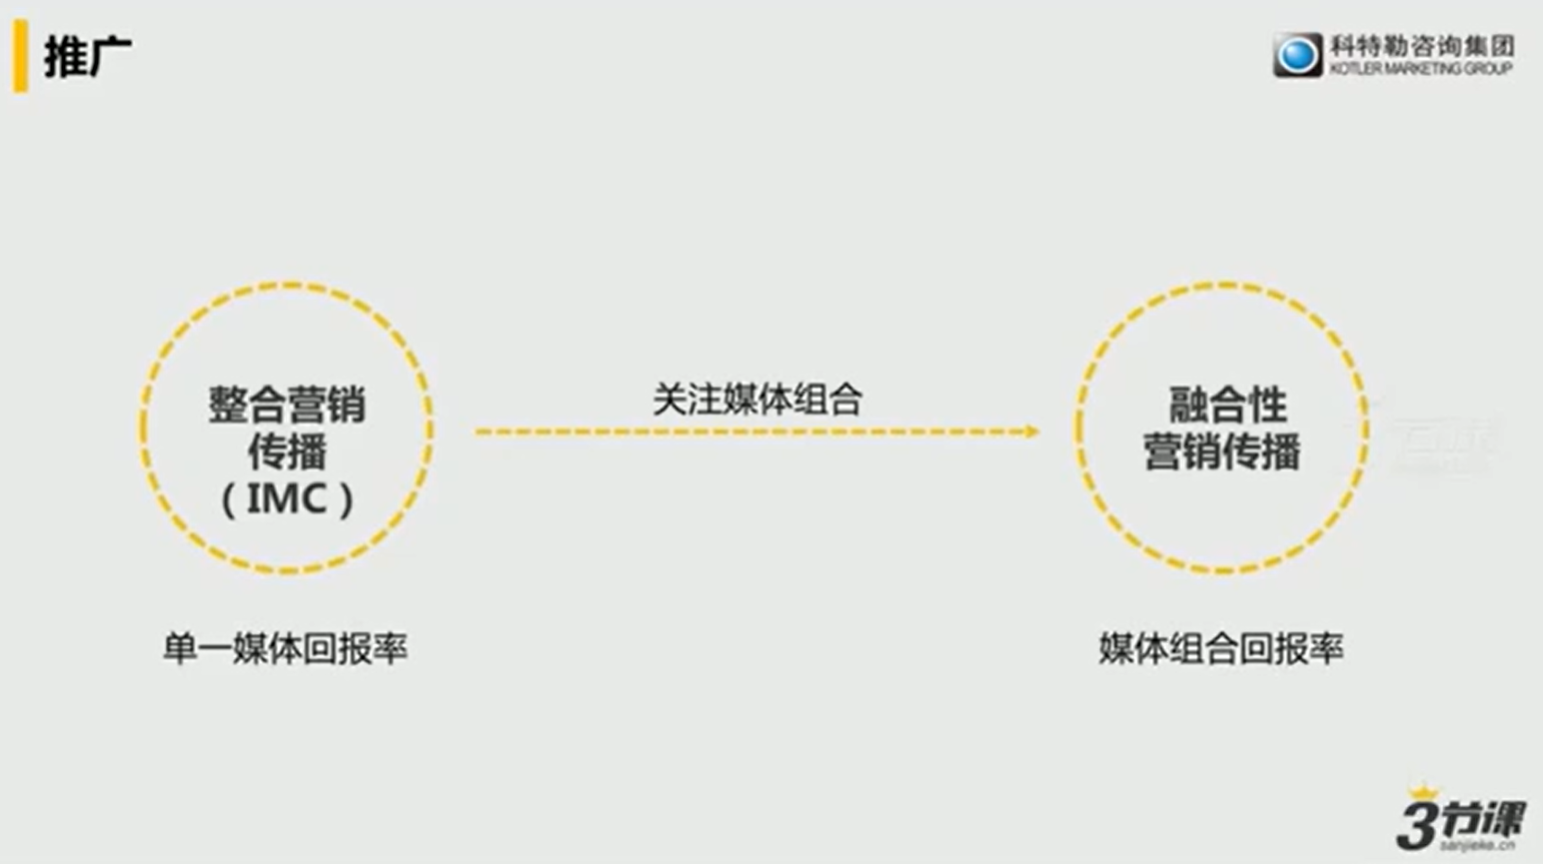 推广
科特勒咨询集团
KOTLER MARKETING GROUP
整合营销
传播
（IMC）
关注媒体组合
融合性
营销传播
单一媒体回报率
媒体组合回报率
3节课
sanjieke.cn